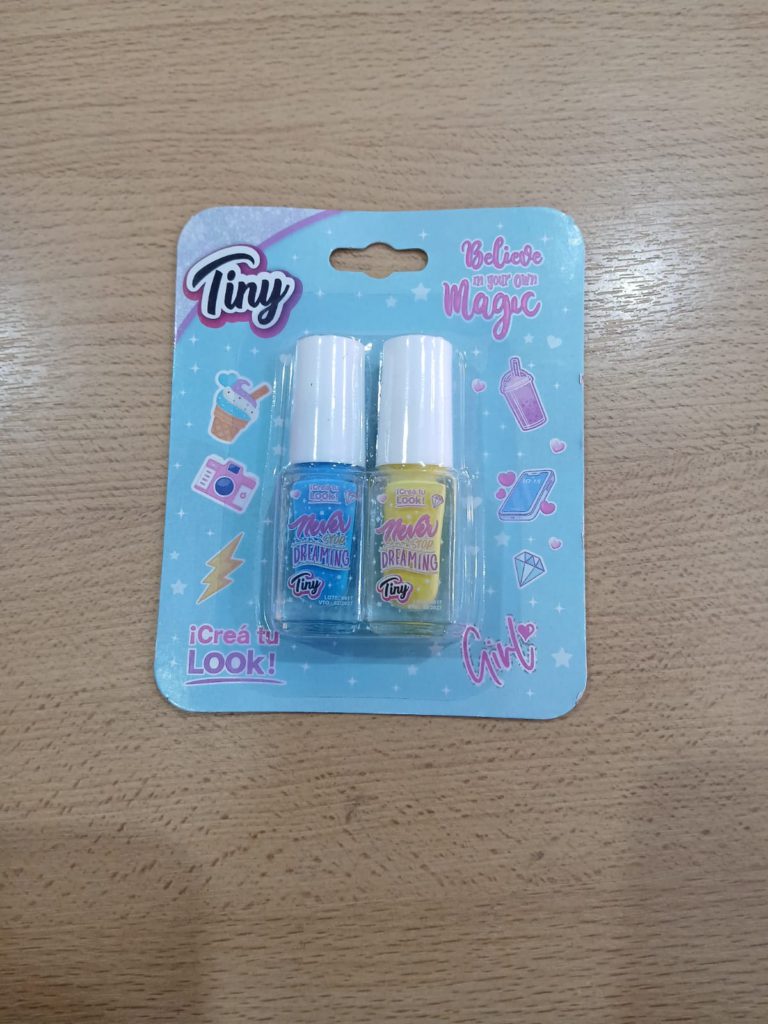 Tiny
Believe
in your own
Magic
¡Creá tu
LOOK!
Never
STOP
DREAMING
Tiny
¡Creá tu
LOOK!
Never
STOP
DREAMING
Tiny
¡Creá tu
LOOK!
Girl